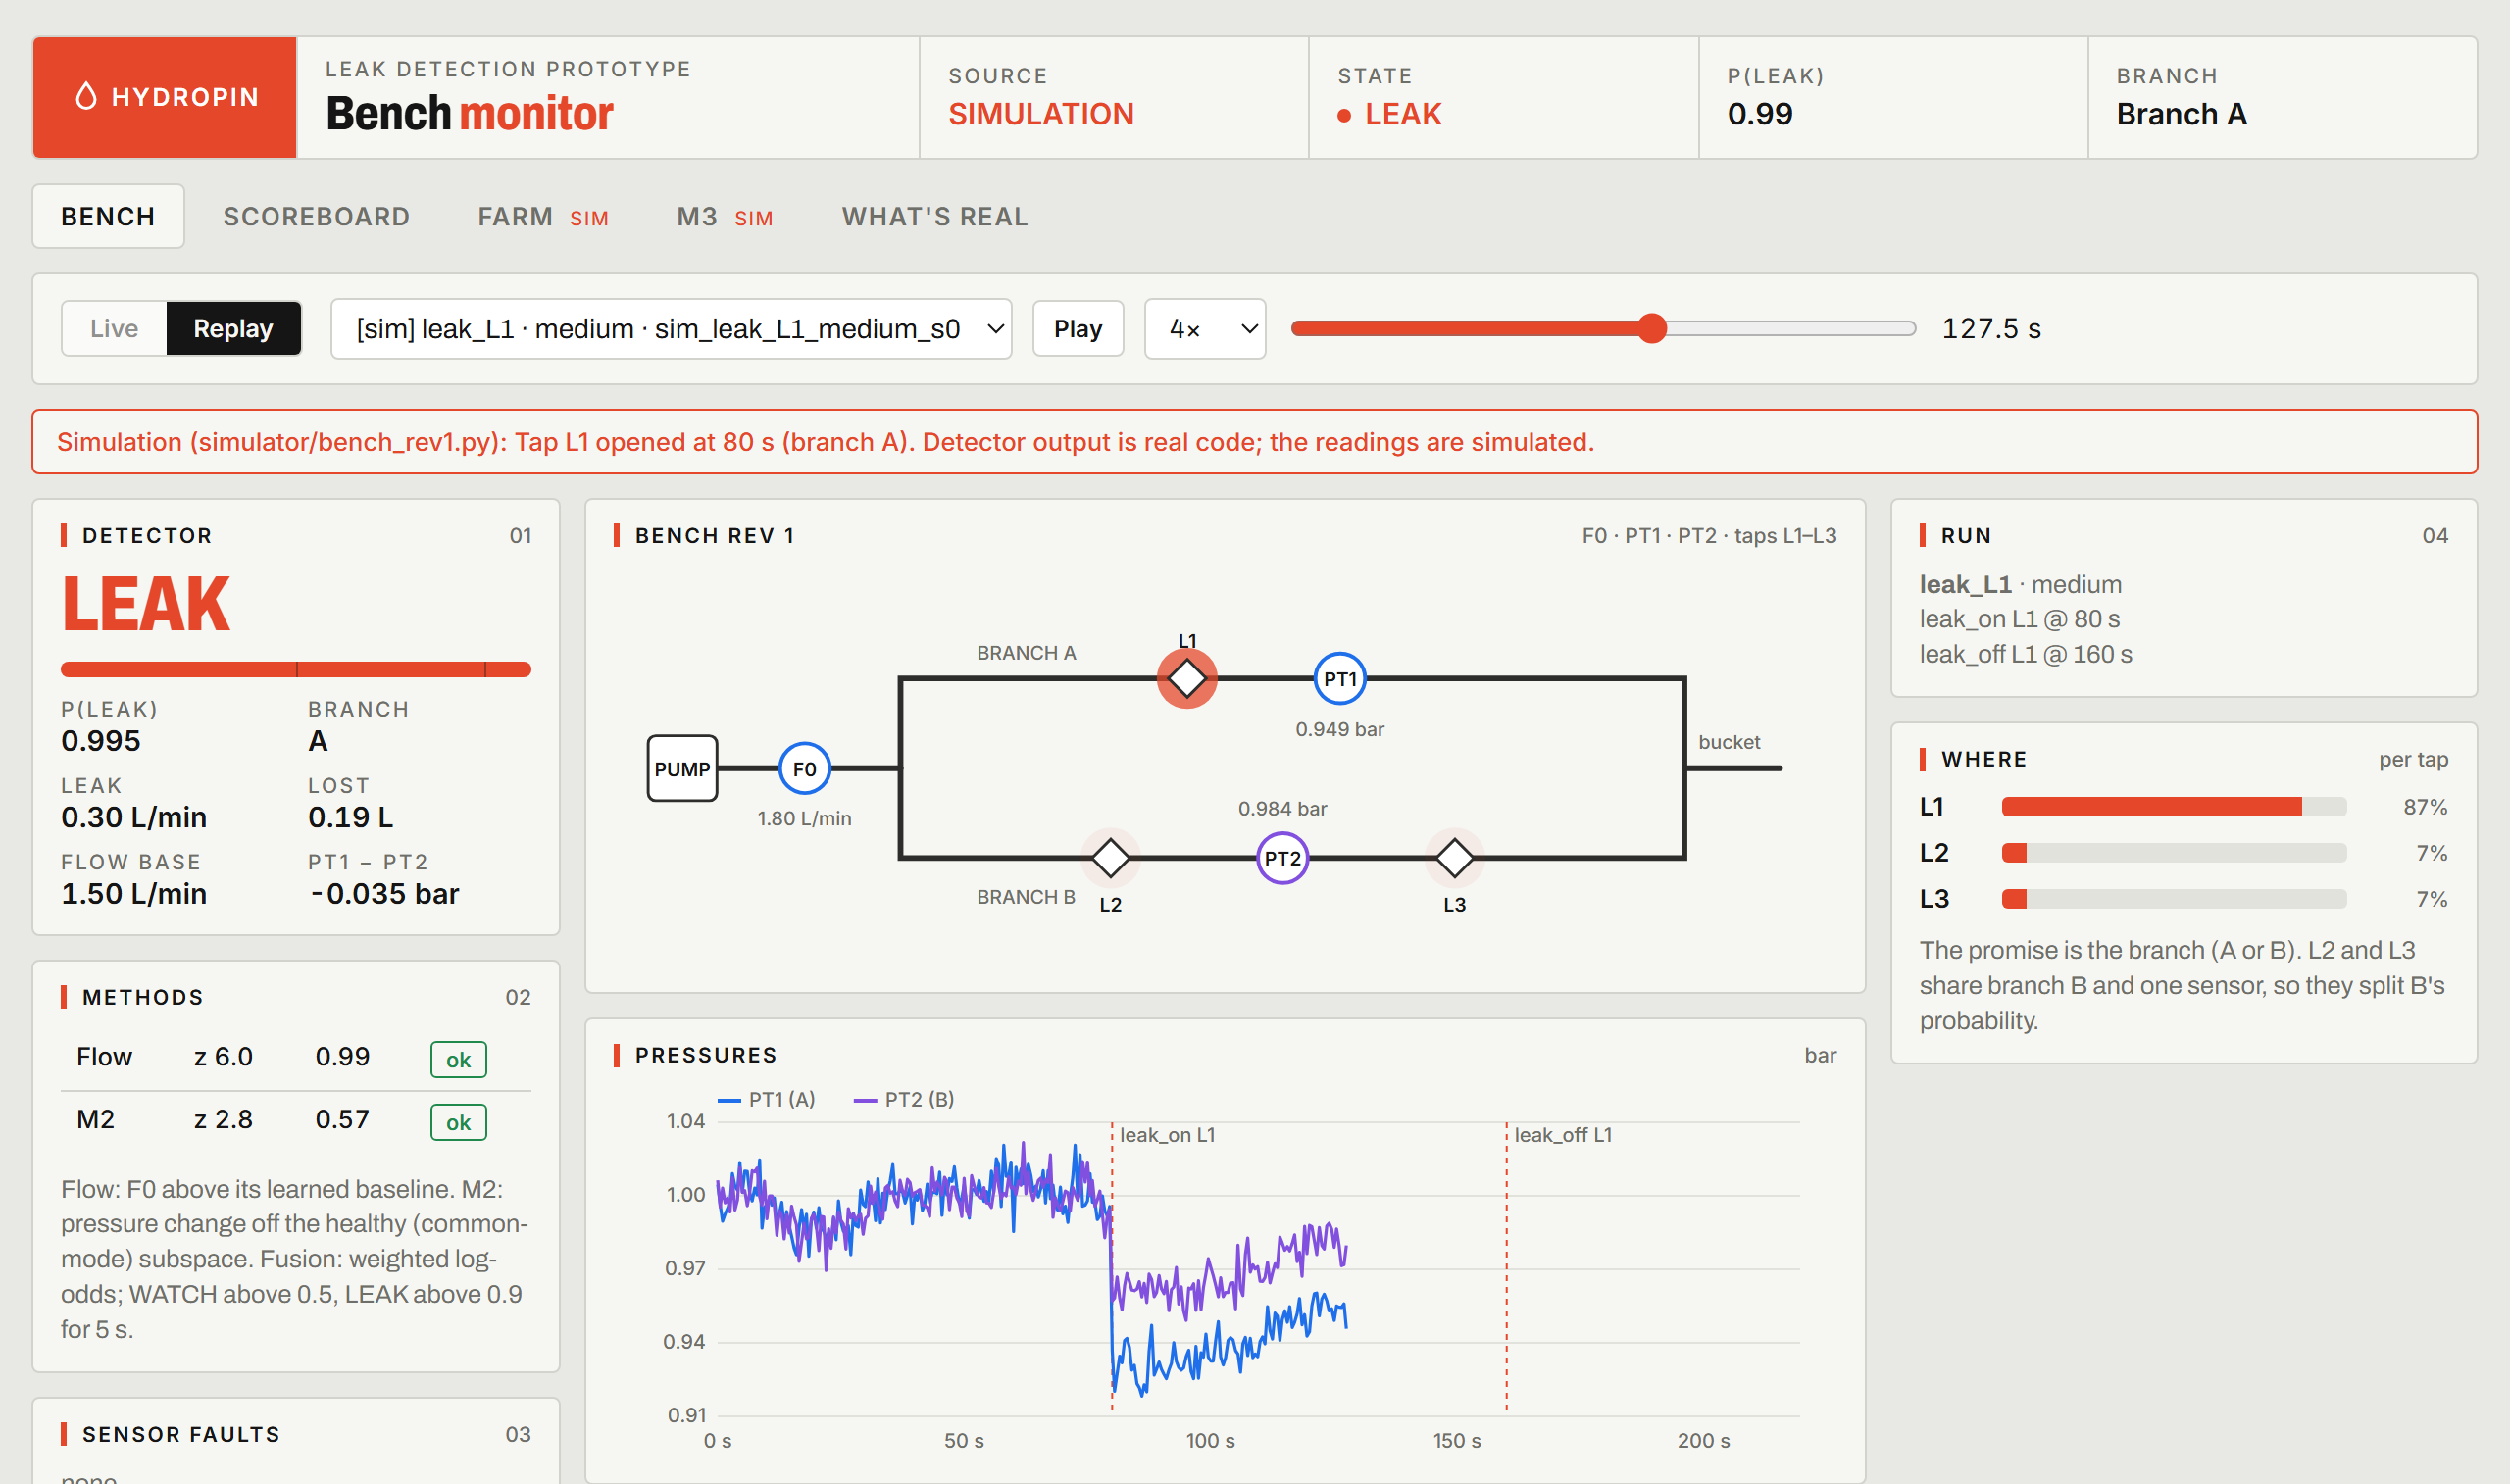 HYDROPIN
LEAK DETECTION PROTOTYPE
Bench monitor
SOURCE
SIMULATION
STATE
LEAK
P(LEAK)
0.99
BRANCH
Branch A
BENCH
SCOREBOARD
FARM SIM
M3 SIM
WHAT'S REAL
Live
Replay
[sim] leak_L1 · medium · sim_leak_L1_medium_s0
Play
4×
127.5 s
Simulation (simulator/bench_rev1.py): Tap L1 opened at 80 s (branch A). Detector output is real code; the readings are simulated.
DETECTOR 01
LEAK
P(LEAK) BRANCH
0.995 A
LEAK LOST
0.30 L/min 0.19 L
FLOW BASE PT1 – PT2
1.50 L/min -0.035 bar
METHODS 02
Flow z 6.0 0.99 ok
M2 z 2.8 0.57 ok
Flow: F0 above its learned baseline. M2:
pressure change off the healthy (common-
mode) subspace. Fusion: weighted log-
odds; WATCH above 0.5, LEAK above 0.9
for 5 s.
SENSOR FAULTS 03
none
BENCH REV 1 F0 · PT1 · PT2 · taps L1–L3
L1
BRANCH A
PT1
0.949 bar
bucket
PUMP
F0
1.80 L/min
0.984 bar
PT2
BRANCH B
L2
L3
PRESSURES bar
PT1 (A) PT2 (B)
1.04
leak_on L1
leak_off L1
1.00
0.97
0.94
0.91
0 s 50 s 100 s 150 s 200 s
RUN 04
leak_L1 · medium
leak_on L1 @ 80 s
leak_off L1 @ 160 s
WHERE per tap
L1 87%
L2 7%
L3 7%
The promise is the branch (A or B). L2 and L3
share branch B and one sensor, so they split B's
probability.